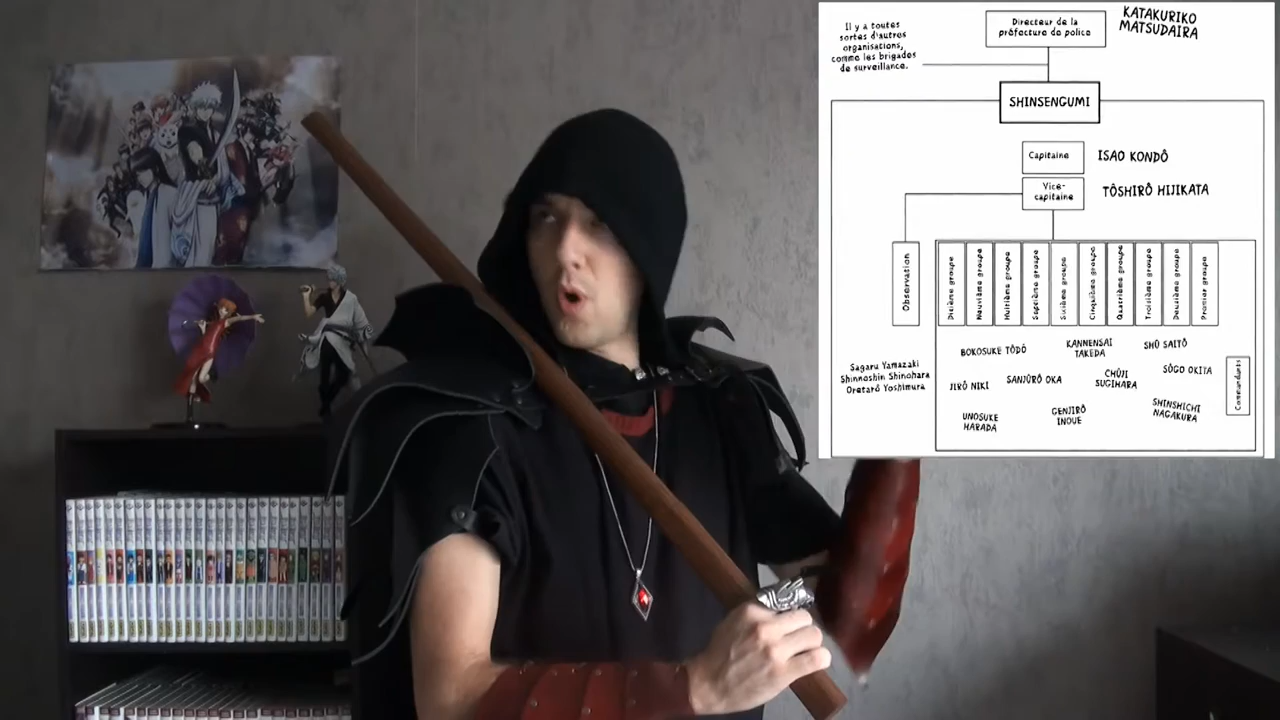 Il y a toutes
sortes d'autres
organisations,
comme les brigades
de surveillance.
Directeur de la
préfecture de police
KATAKURIKO
MATSUDAIRA
SHINSENGUMI
Capitaine
ISAO KONDÔ
Vice-
capitaine
TÔSHIRÔ HIJIKATA
Observation
Dixième groupe
Neuvième groupe
Huitième groupe
Septième groupe
Sixième groupe
Cinquième groupe
Quatrième groupe
Troisième groupe
Deuxième groupe
Premier groupe
Sagaru Yamazaki
Shinnoshin Shinohara
Oretarô Yoshimura
BOKOSUKE TÔDÔ
KANNENSAI
TAKEDA
SHÛ SAITÔ
JIRÔ NIKI
SANJÛRÔ OKA
CHÛJI
SUGIHARA
SÔGO OKITA
UNOSUKE
HARADA
GENJIRÔ
INOUE
SHINSHICHI
NAGAKURA
Commandants